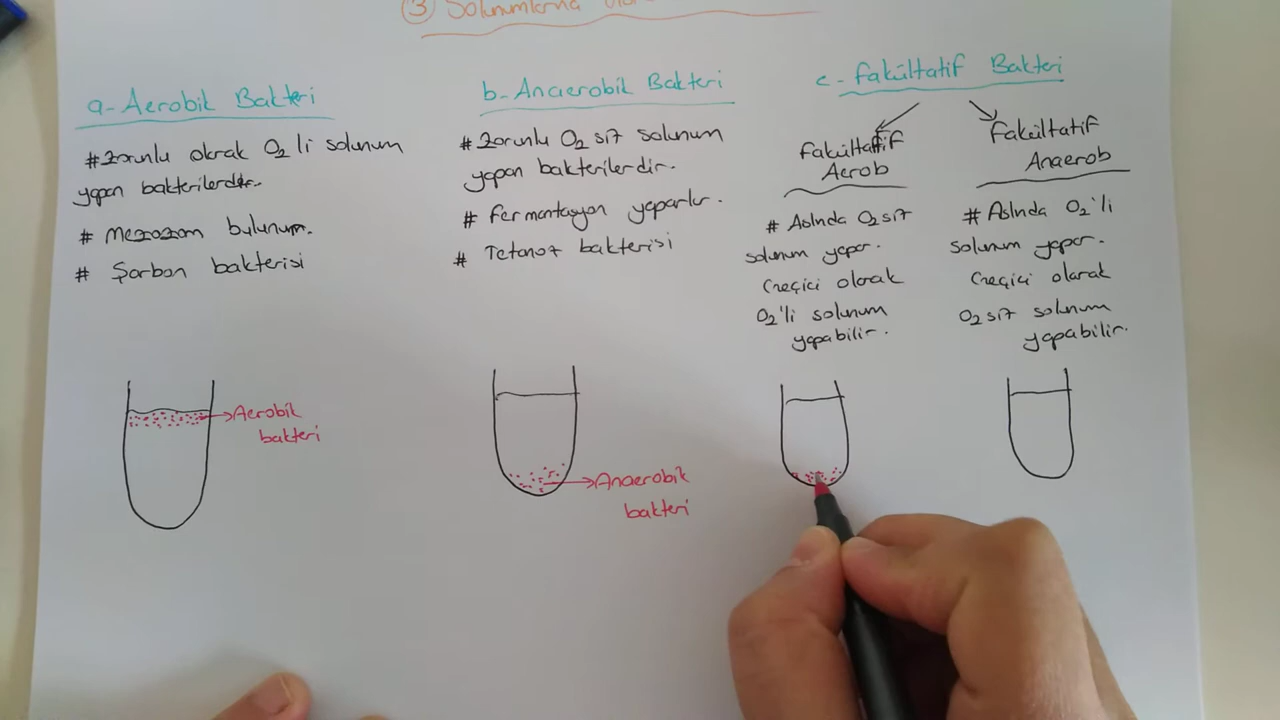 3 Solunumlarına
a- Aerobik Bakteri
# Zorunlu olarak O2 li solunum
yapan bakterilerdir.
# Mezozom bulunur.
# Şarbon bakterisi
b- Anaerobik Bakteri
# Zorunlu O2 siz solunum
yapan bakterilerdir.
# Fermantasyon yaparlar.
# Tetanoz bakterisi
c- Fakültatif Bakteri
Fakültatif
Aerob
# Aslında O2 siz
solunum yapar.
Geçici olarak
O2'li solunum
yapabilir.
Fakültatif
Anaerob
# Aslında O2'li
solunum yapar.
Geçici olarak
O2 siz solunum
yapabilir.
Aerobik
bakteri
Anaerobik
bakteri